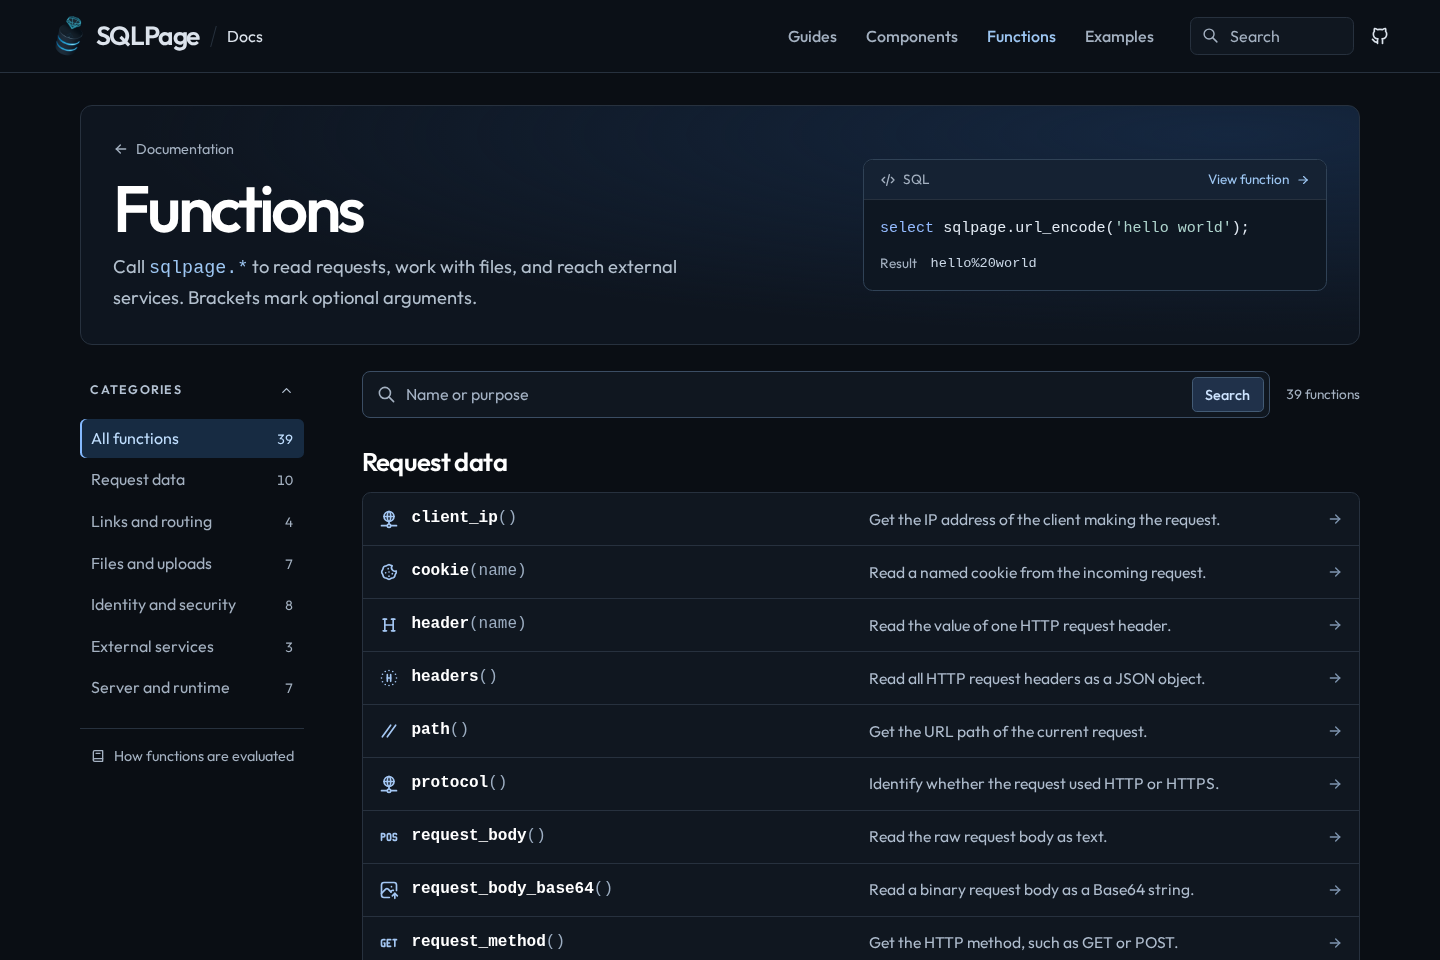 SQLPage / Docs
Guides Components Functions Examples Search
Documentation
Functions
Call sqlpage.* to read requests, work with files, and reach external
services. Brackets mark optional arguments.
SQL View function
select sqlpage.url_encode('hello world');
Result hello%20world
CATEGORIES
All functions 39
Request data 10
Links and routing 4
Files and uploads 7
Identity and security 8
External services 3
Server and runtime 7
How functions are evaluated
Name or purpose Search 39 functions
Request data
client_ip() Get the IP address of the client making the request.
cookie(name) Read a named cookie from the incoming request.
H header(name) Read the value of one HTTP request header.
H headers() Read all HTTP request headers as a JSON object.
// path() Get the URL path of the current request.
protocol() Identify whether the request used HTTP or HTTPS.
POS request_body() Read the raw request body as text.
request_body_base64() Read a binary request body as a Base64 string.
GET request_method() Get the HTTP method, such as GET or POST.